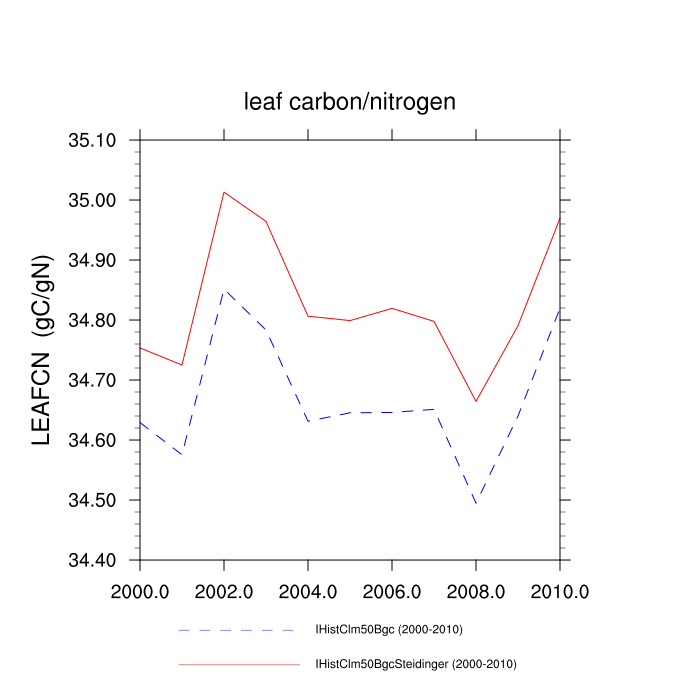 leaf carbon/nitrogen
35.10
35.00
34.90
34.80
34.70
34.60
34.50
34.40
LEAFCN (gC/gN)
2000.0 2002.0 2004.0 2006.0 2008.0 2010.0
IHistClm50Bgc (2000-2010)
IHistClm50BgcSteidinger (2000-2010)